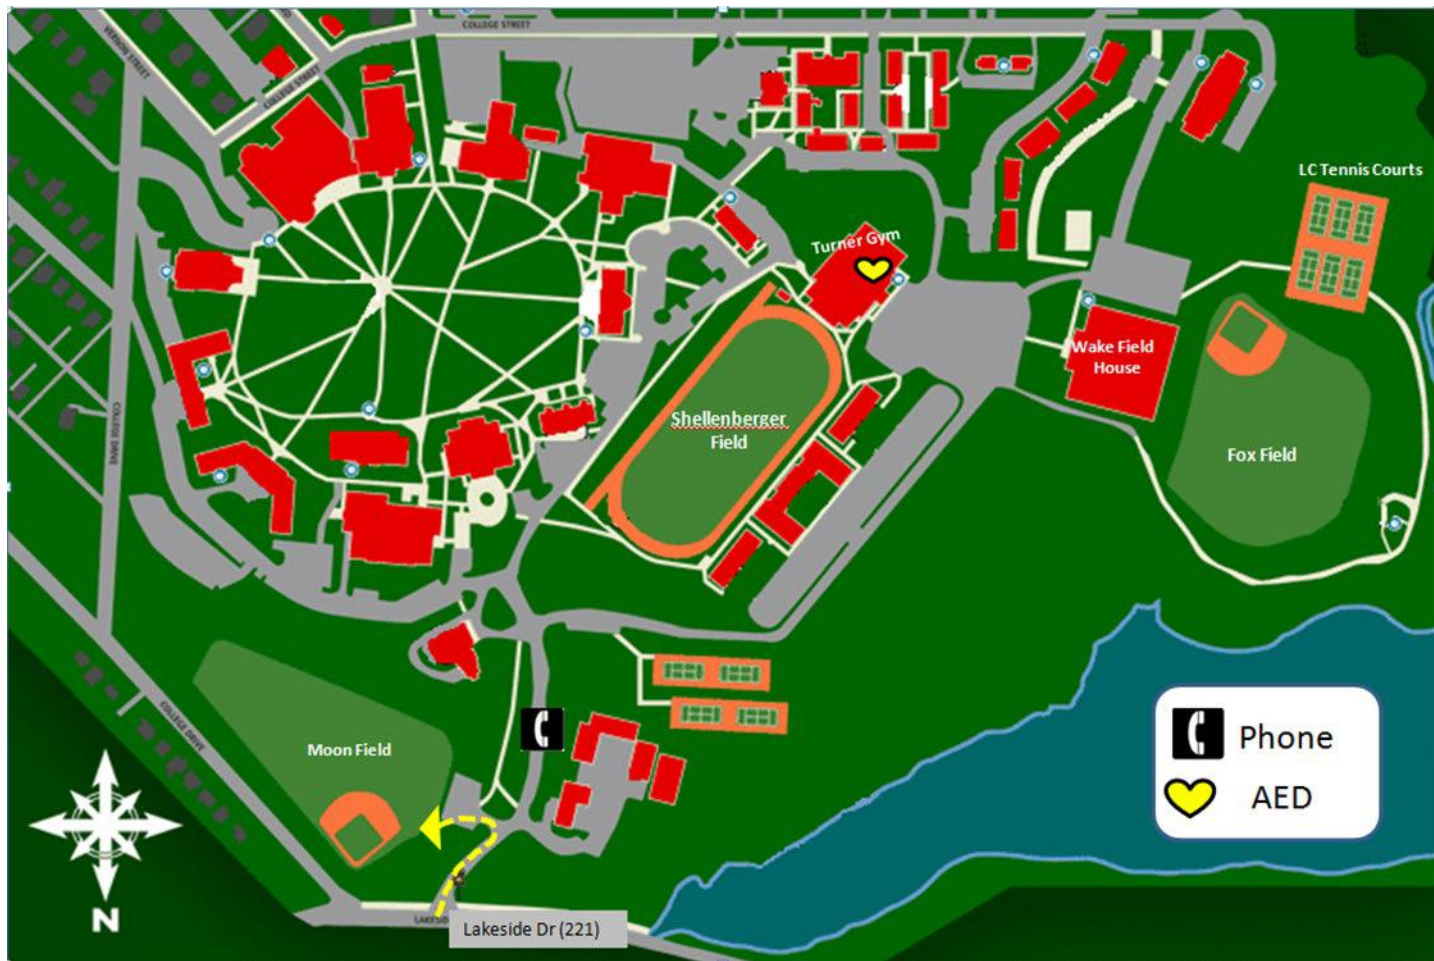 COLLEGE STREET
VERNON STREET
COLLEGE STREET
LC Tennis Courts
Turner Gym
Wake Field
House
Shellenberger
Field
Fox Field
COLLEGE DRIVE
COLLEGE DRIVE
Moon Field
Phone
AED
N
Lakeside Dr (221)